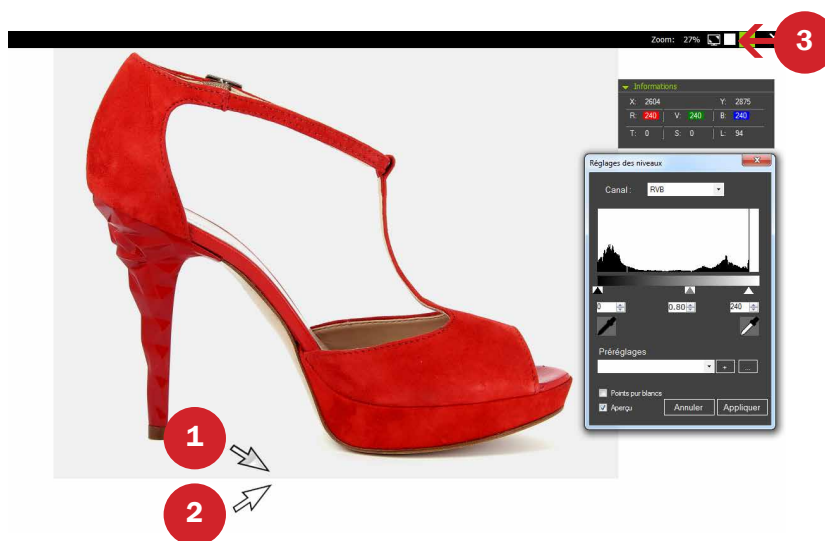 Zoom: 27%
3
Informations
X: 2604 Y: 2875
R: 240 V: 240 B: 240
T: 0 S: 0 L: 94
Réglages des niveaux
Canal : RVB
0 0.80 240
Préréglages
+ ...
Points pur blancs
Aperçu Annuler Appliquer
1
2